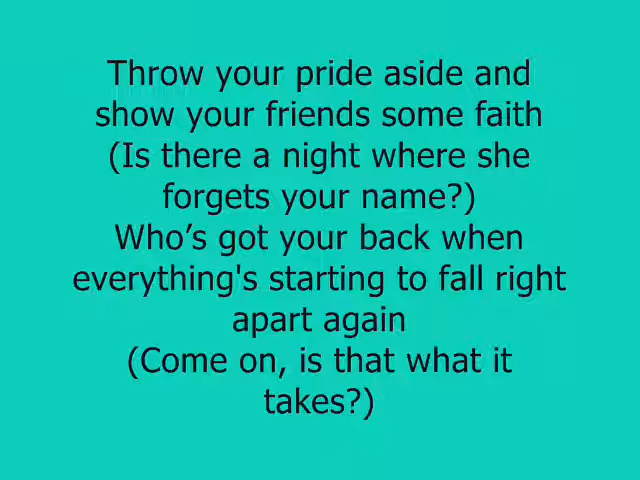 Throw your pride aside and
show your friends some faith
(Is there a night where she
forgets your name?)
Who’s got your back when
everything's starting to fall right
apart again
(Come on, is that what it
takes?)